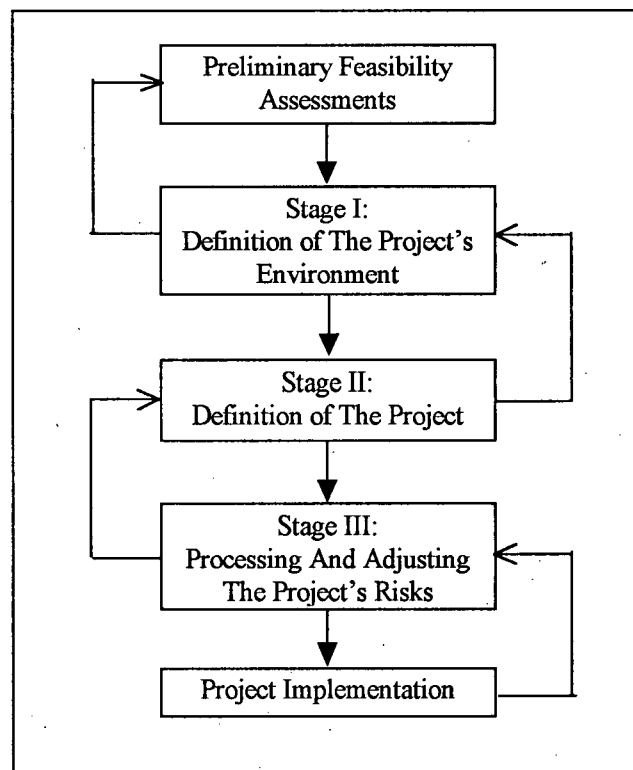 Preliminary Feasibility
Assessments
Stage I:
Definition of The Project's
Environment
Stage II:
Definition of The Project
Stage III:
Processing And Adjusting
The Project's Risks
Project Implementation